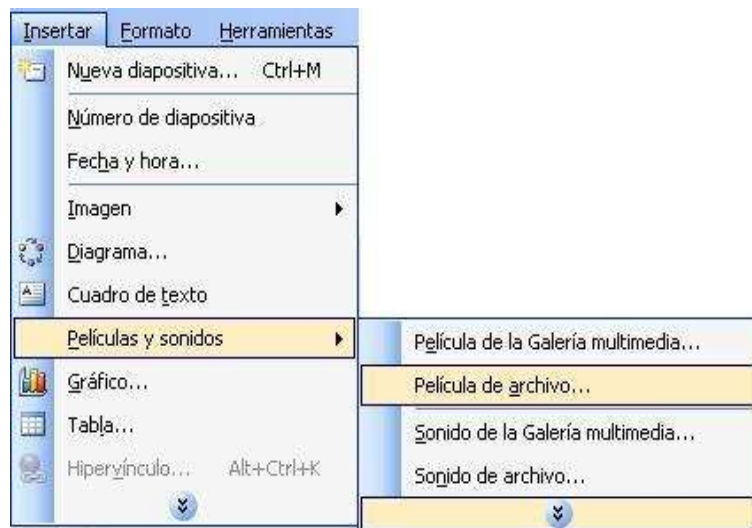 Insertar Formato Herramientas
Nueva diapositiva... Ctrl+M
Número de diapositiva
Fecha y hora...
Imagen
Diagrama...
Cuadro de texto
Películas y sonidos
Gráfico...
Tabla...
Hipervínculo... Alt+Ctrl+K
Película de la Galería multimedia...
Película de archivo...
Sonido de la Galería multimedia...
Sonido de archivo...